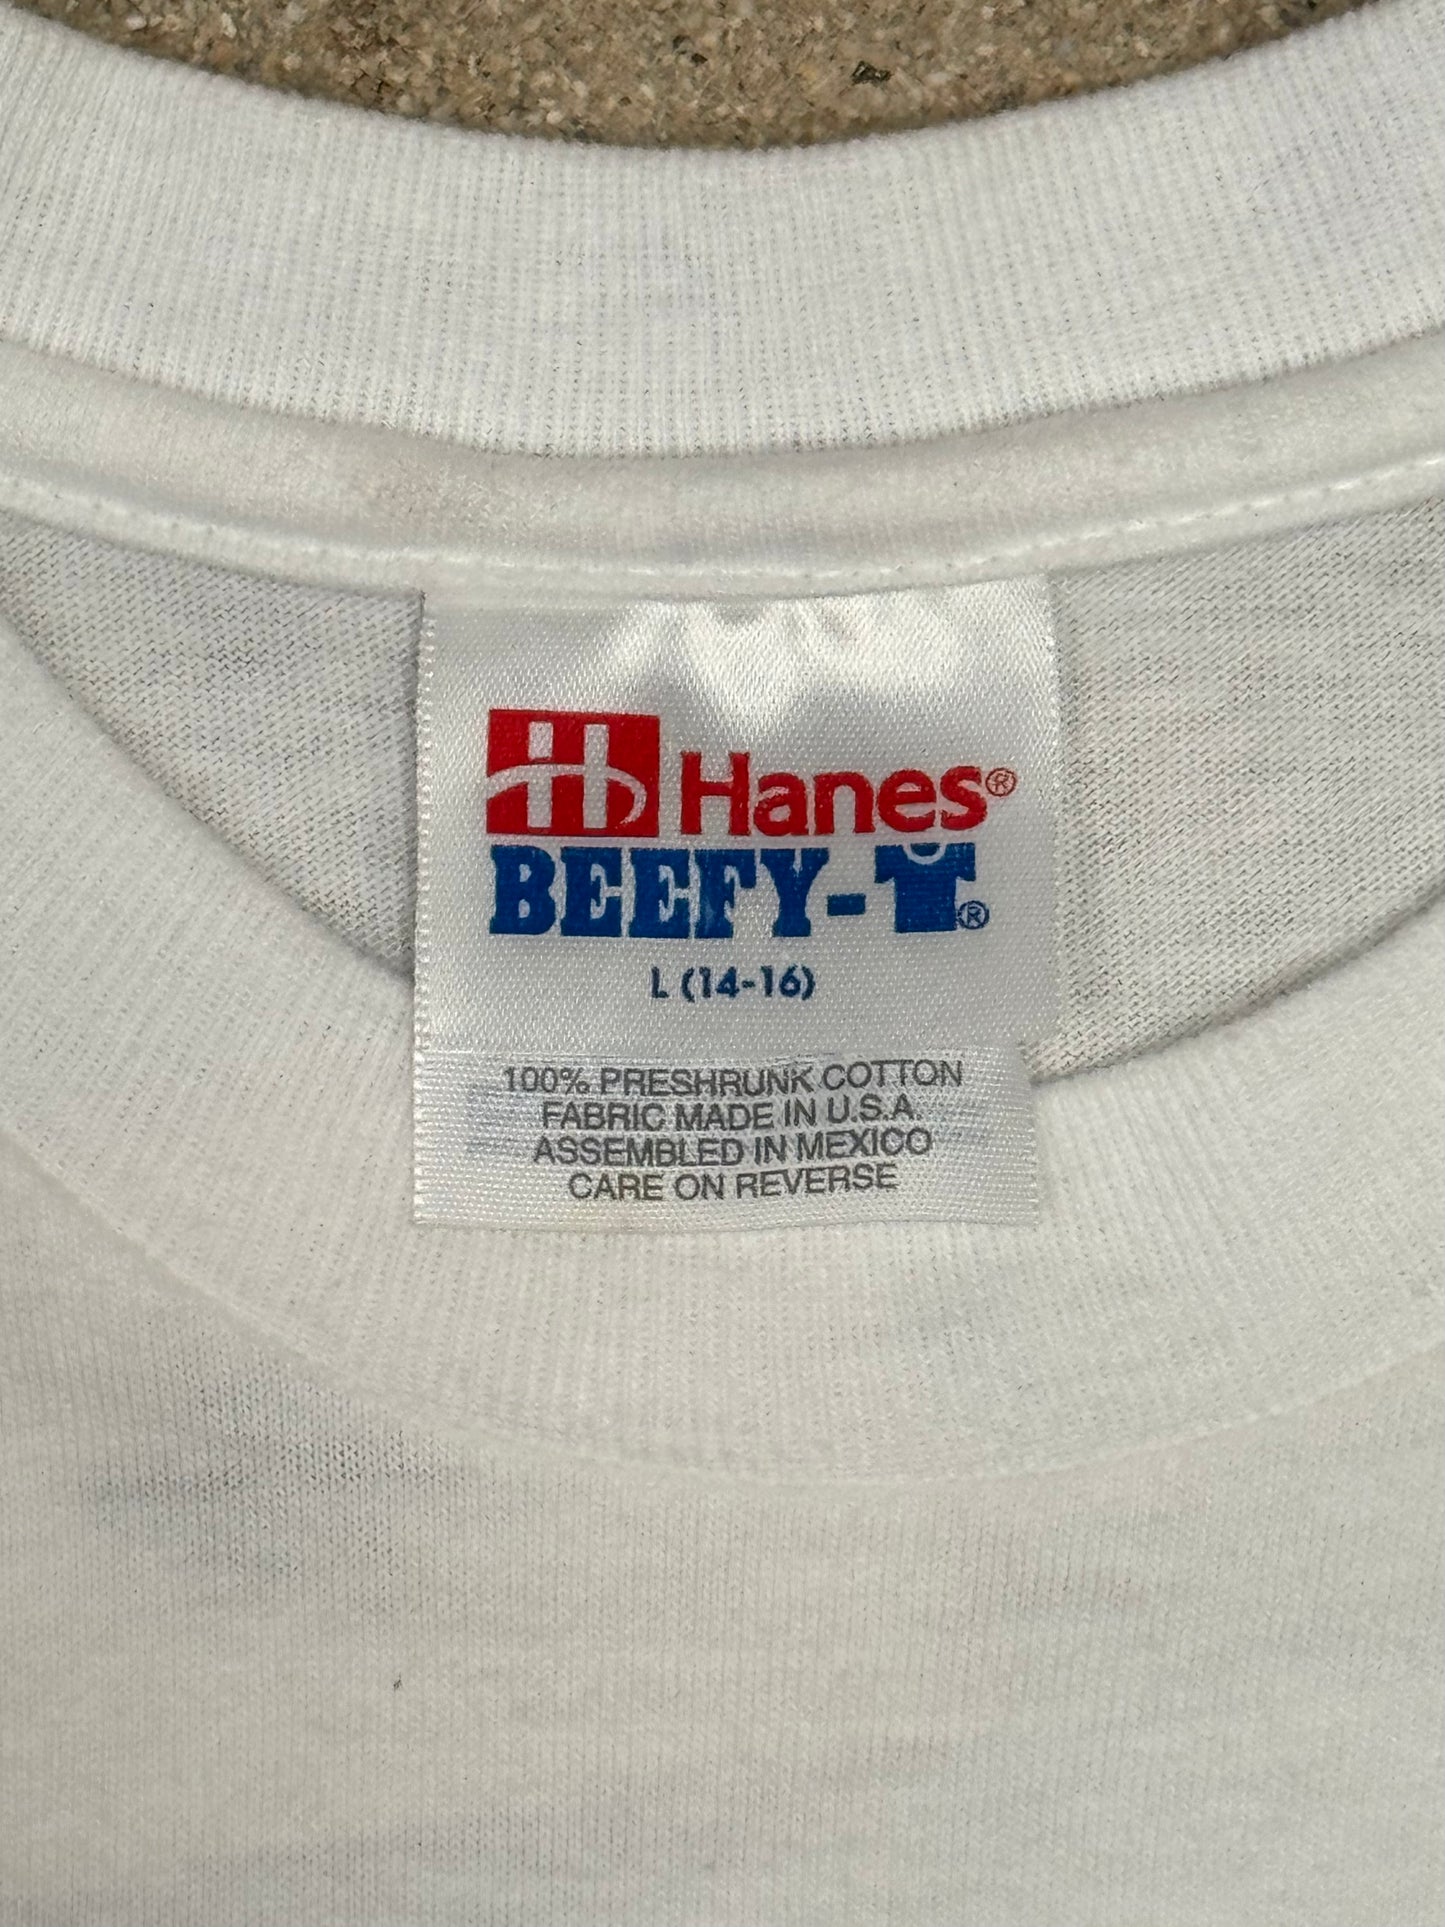 H Hanes®
BEEFY-T®
L (14-16)
100% PRESHRUNK COTTON
FABRIC MADE IN U.S.A.
ASSEMBLED IN MEXICO
CARE ON REVERSE